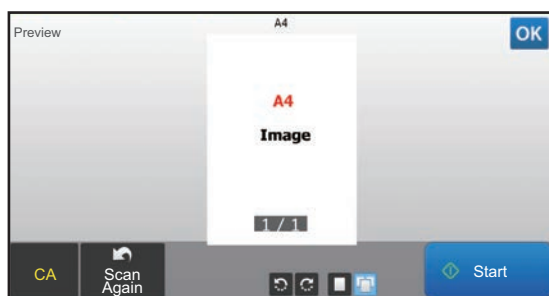 Preview
A4
OK
A4
Image
1 / 1
CA
Scan
Again
Start